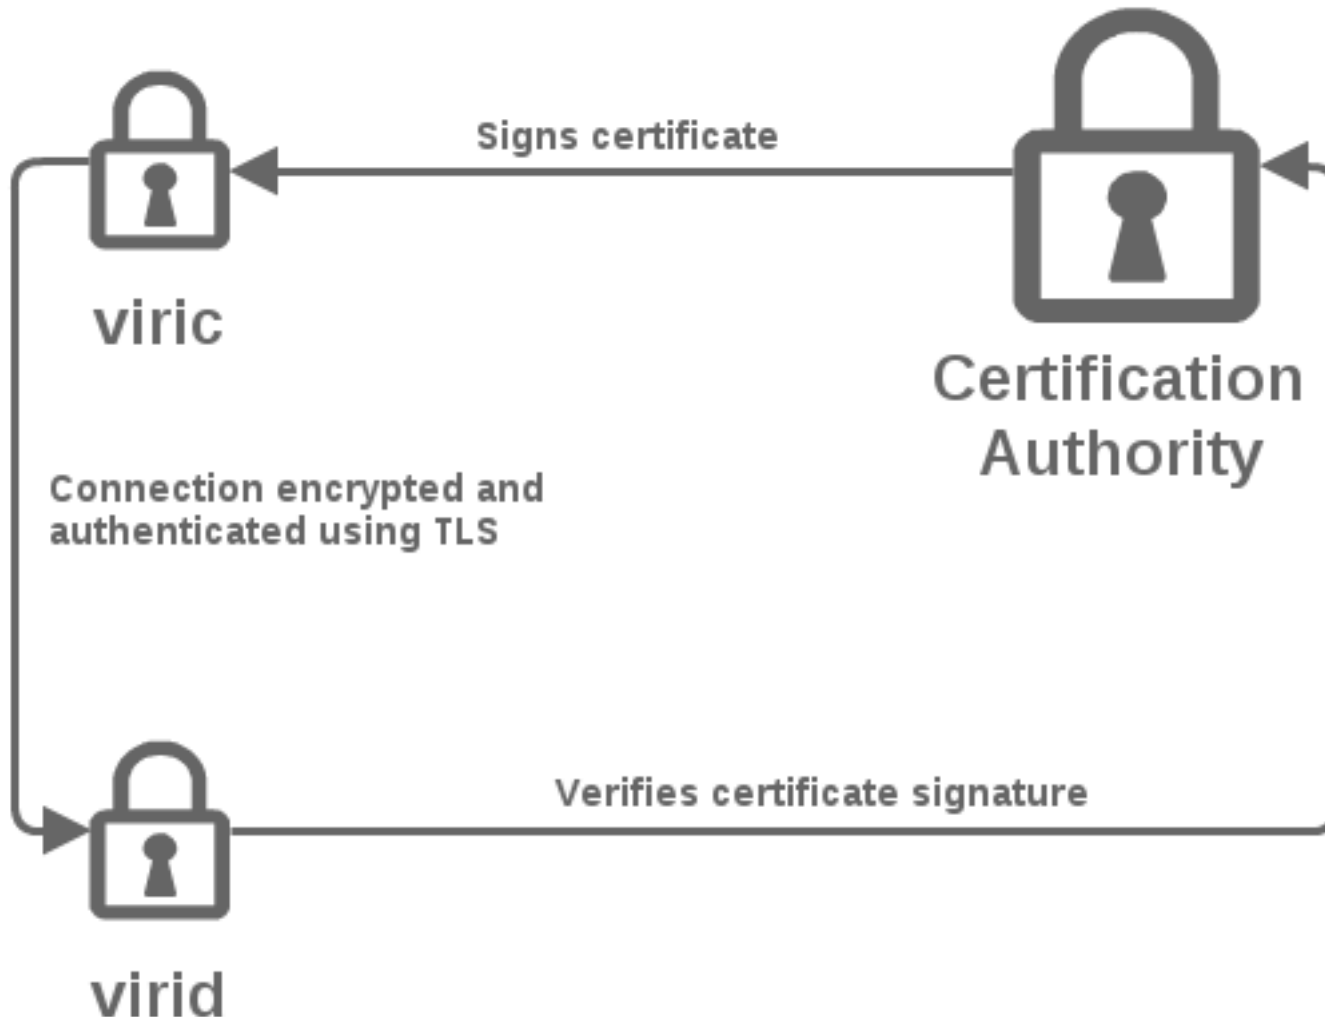 Signs certificate
viric
Certification
Authority
Connection encrypted and
authenticated using TLS
Verifies certificate signature
virid